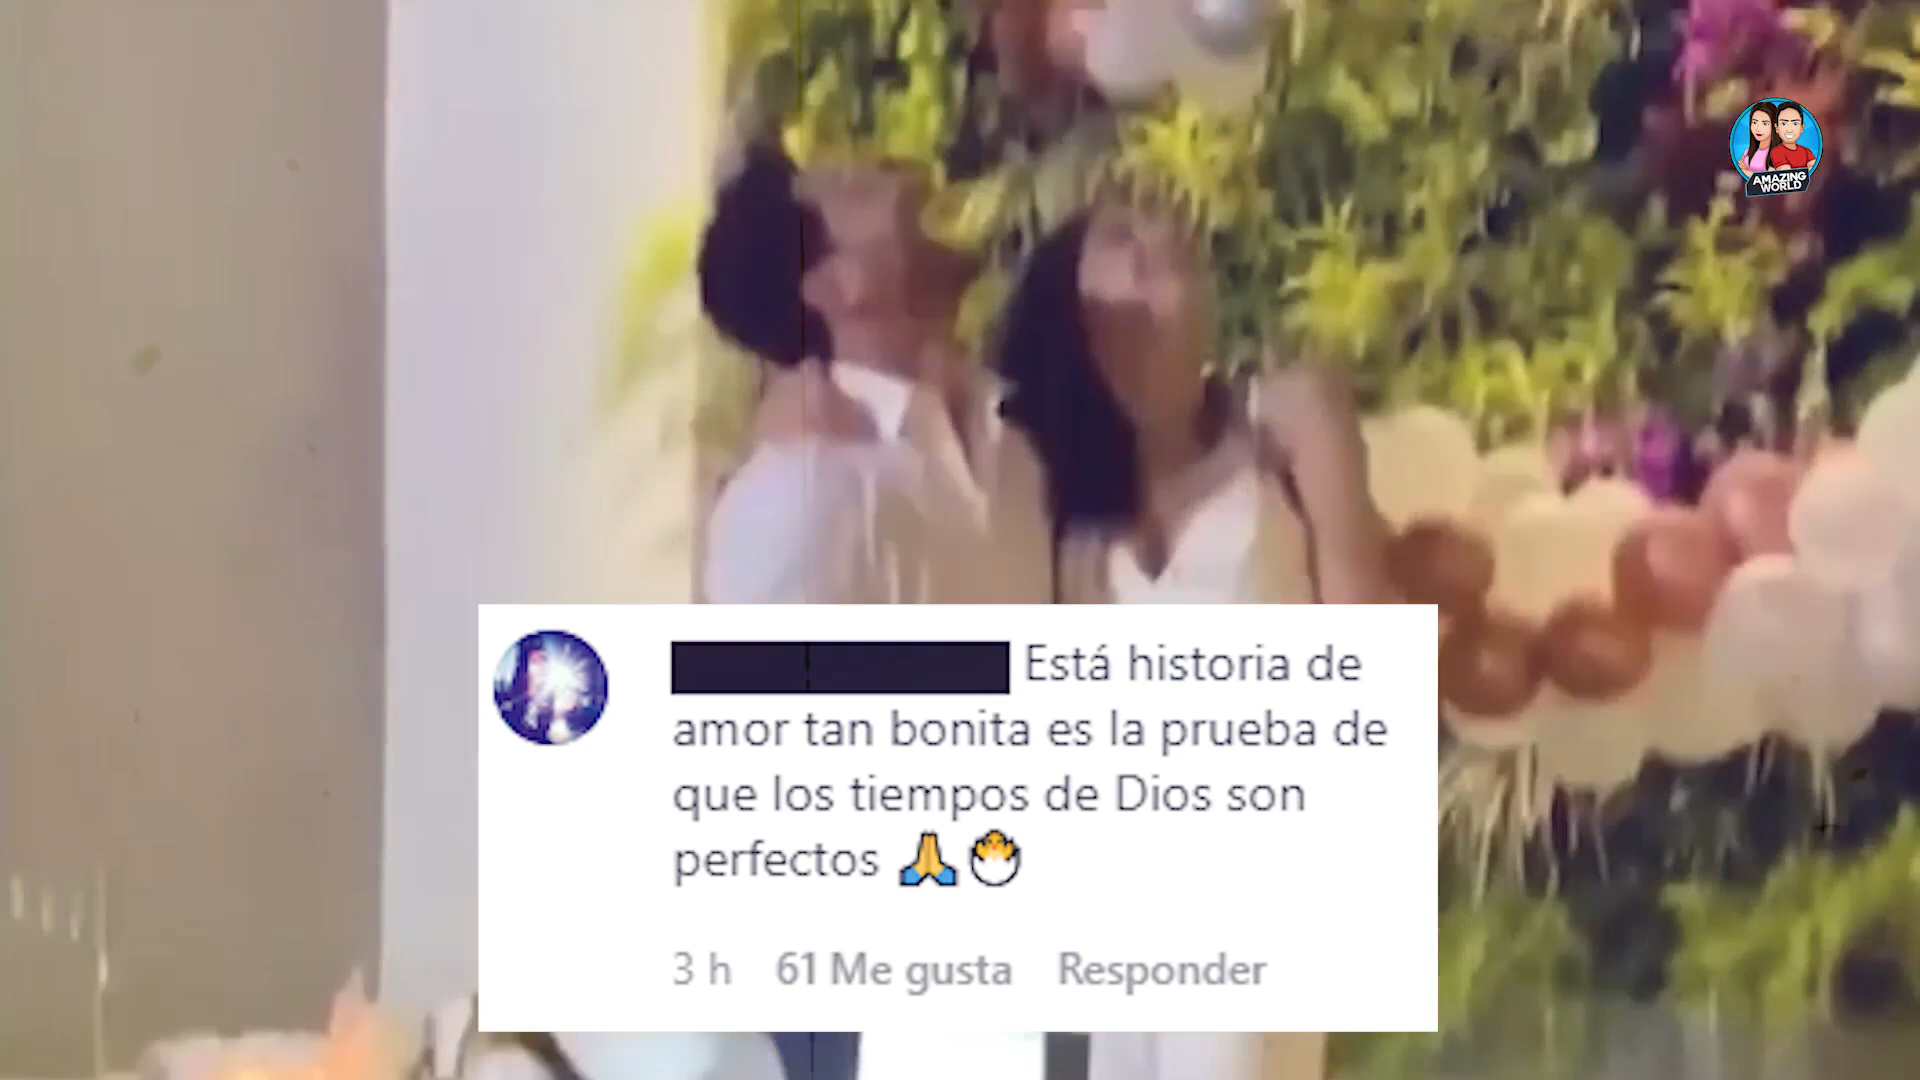 AMAZING
WORLD
Está historia de
amor tan bonita es la prueba de
que los tiempos de Dios son
perfectos 🙏🐣
3 h 61 Me gusta Responder